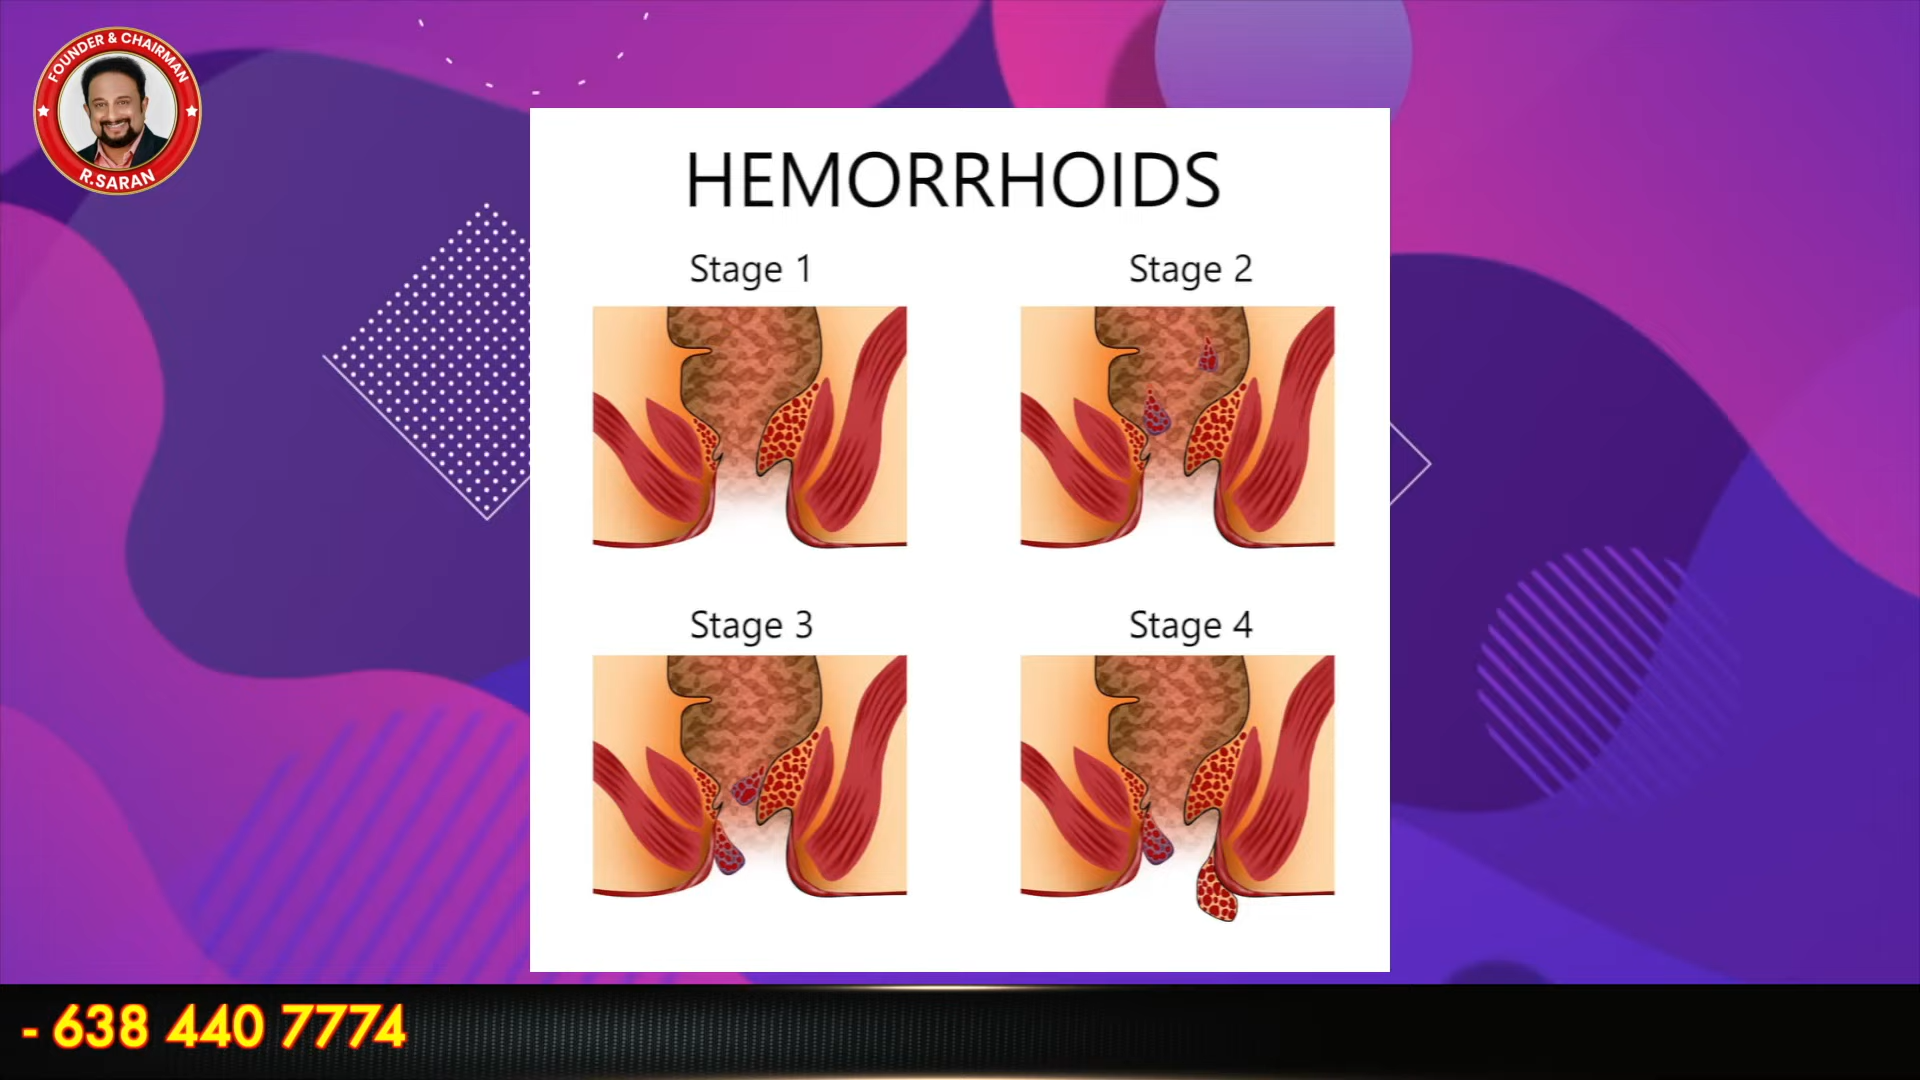 FOUNDER & CHAIRMAN
R.SARAN
HEMORRHOIDS
Stage 1
Stage 2
Stage 3
Stage 4
- 638 440 7774